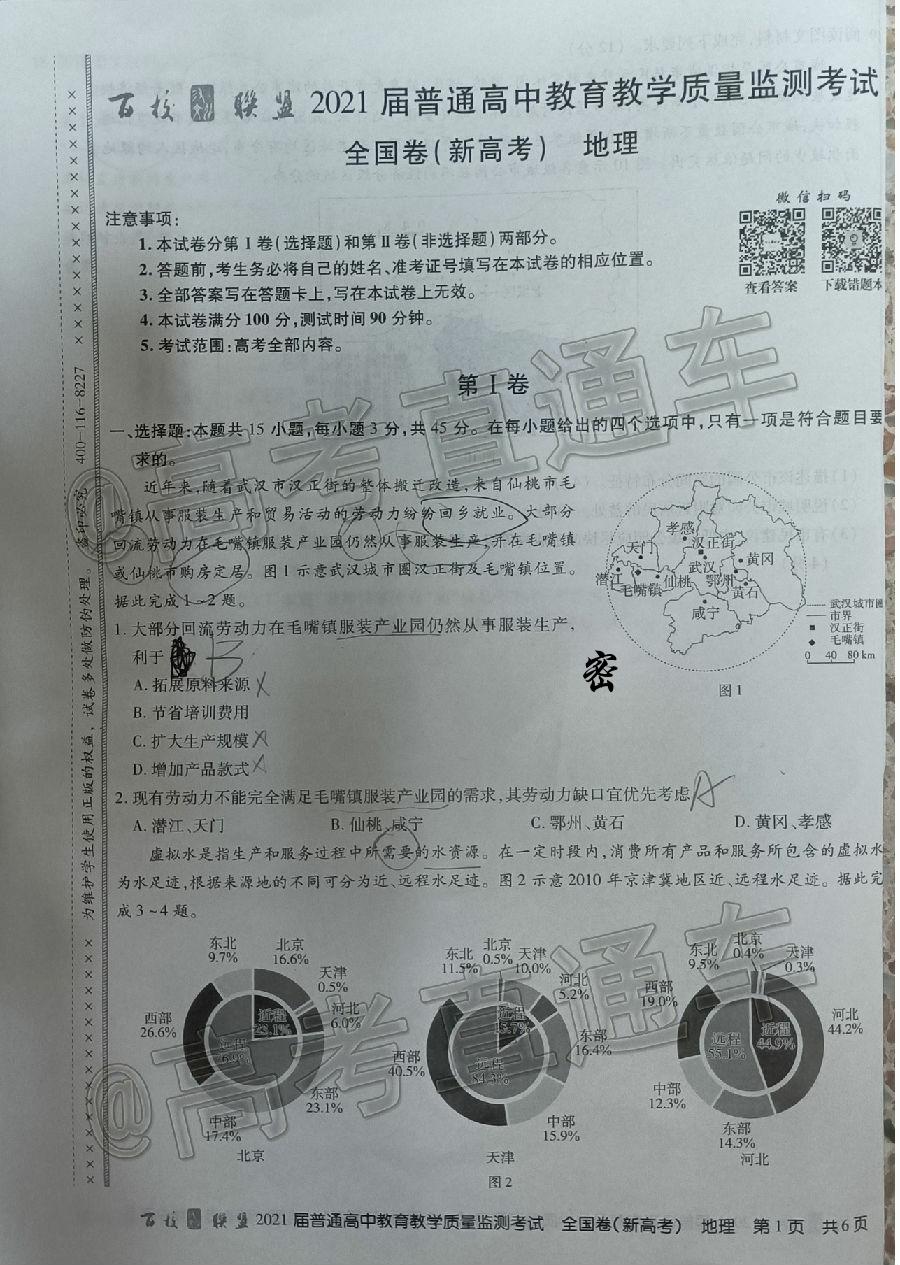 百校联盟 2021届普通高中教育教学质量监测考试
全国卷(新高考) 地理
微信扫码
查看答案 下载错题本
注意事项:
1.本试卷分第Ⅰ卷(选择题)和第Ⅱ卷(非选择题)两部分。
2.答题前,考生务必将自己的姓名、准考证号填写在本试卷的相应位置。
3.全部答案写在答题卡上,写在本试卷上无效。
4.本试卷满分100分,测试时间90分钟。
5.考试范围:高考全部内容。
第Ⅰ卷
一、选择题:本题共15小题,每小题3分,共45分。在每小题给出的四个选项中,只有一项是符合题目要
求的。
近年来,随着武汉市汉正街的整体搬迁改造,来自仙桃市毛
嘴镇从事服装生产和贸易活动的劳动力纷纷回乡就业。大部分
回流劳动力在毛嘴镇服装产业园仍然从事服装生产,并在毛嘴镇
或仙桃市购房定居。图1示意武汉城市圈汉正街及毛嘴镇位置。
据此完成1~2题。
孝感
汉正街
天门
武汉
黄冈
潜江
毛嘴镇
仙桃
鄂州
黄石
咸宁
武汉城市圈
市界
汉正街
毛嘴镇
0 40 80 km
图1
1.大部分回流劳动力在毛嘴镇服装产业园仍然从事服装生产,
利于 B
A.拓展原料来源
B.节省培训费用
C.扩大生产规模
D.增加产品款式
密
2.现有劳动力不能完全满足毛嘴镇服装产业园的需求,其劳动力缺口宜优先考虑 A
A.潜江、天门 B.仙桃、咸宁 C.鄂州、黄石 D.黄冈、孝感
虚拟水是指生产和服务过程中所需要的水资源。在一定时段内,消费所有产品和服务所包含的虚拟水
为水足迹,根据来源地的不同可分为近、远程水足迹。图2示意2010年京津冀地区近、远程水足迹。据此完
成3~4题。
东北 9.7%
北京 16.6%
天津 0.5%
河北 6.0%
东部 23.1%
中部 17.4%
西部 26.6%
近程 23.1%
远程 76.9%
北京
东北 11.5%
北京 0.5%
天津 10.0%
河北 5.2%
东部 16.4%
中部 15.9%
西部 40.5%
近程 15.7%
远程 84.3%
天津
东北 9.5%
北京 0.4%
天津 0.3%
河北 44.2%
东部 14.3%
中部 12.3%
西部 19.0%
近程 44.9%
远程 55.1%
河北
图2
百校联盟 2021届普通高中教育教学质量监测考试 全国卷(新高考) 地理 第1页 共6页
为维护学生使用正版的权益,试卷多处做防伪处理。
400-116-8227
@高考直通车
@高考直通车